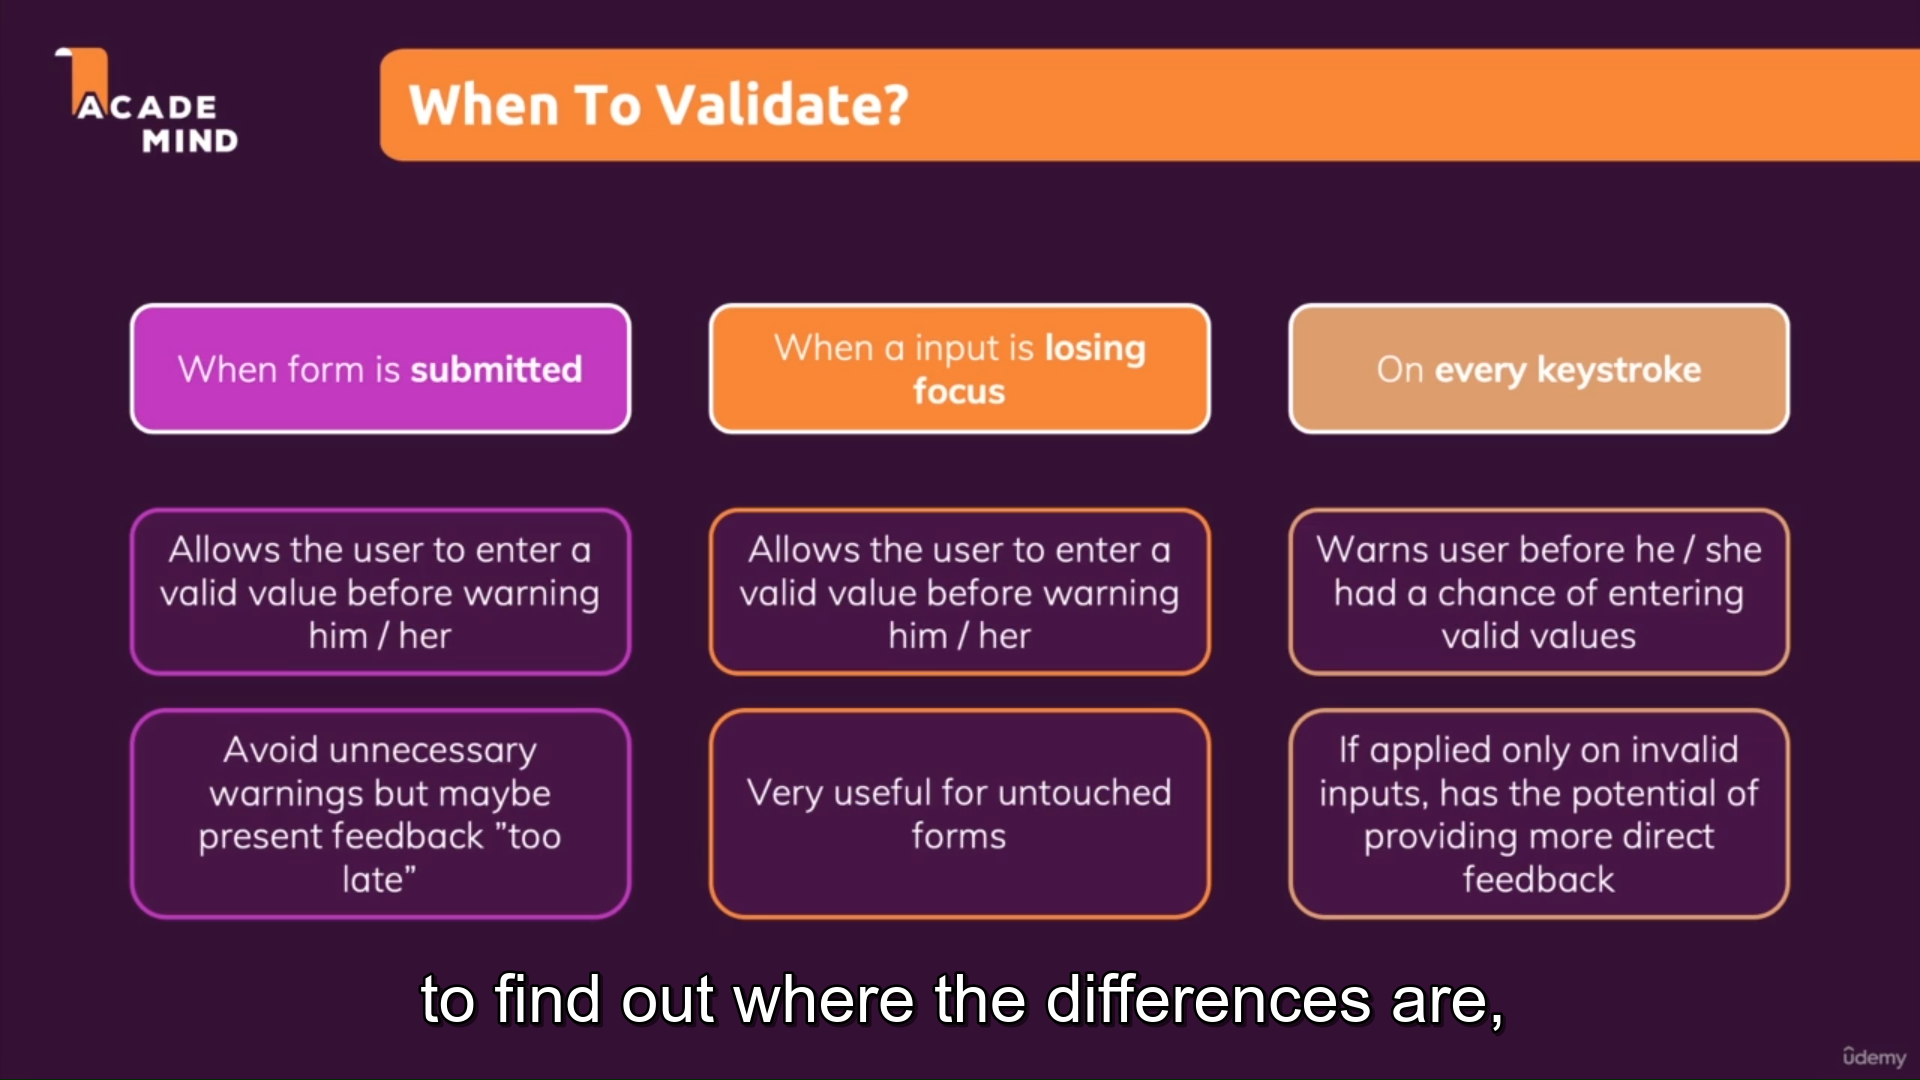 ACADE
MIND
When To Validate?
When form is submitted
When a input is losing
focus
On every keystroke
Allows the user to enter a
valid value before warning
him / her
Allows the user to enter a
valid value before warning
him / her
Warns user before he / she
had a chance of entering
valid values
Avoid unnecessary
warnings but maybe
present feedback ”too
late”
Very useful for untouched
forms
If applied only on invalid
inputs, has the potential of
providing more direct
feedback
to find out where the differences are,
ûdemy